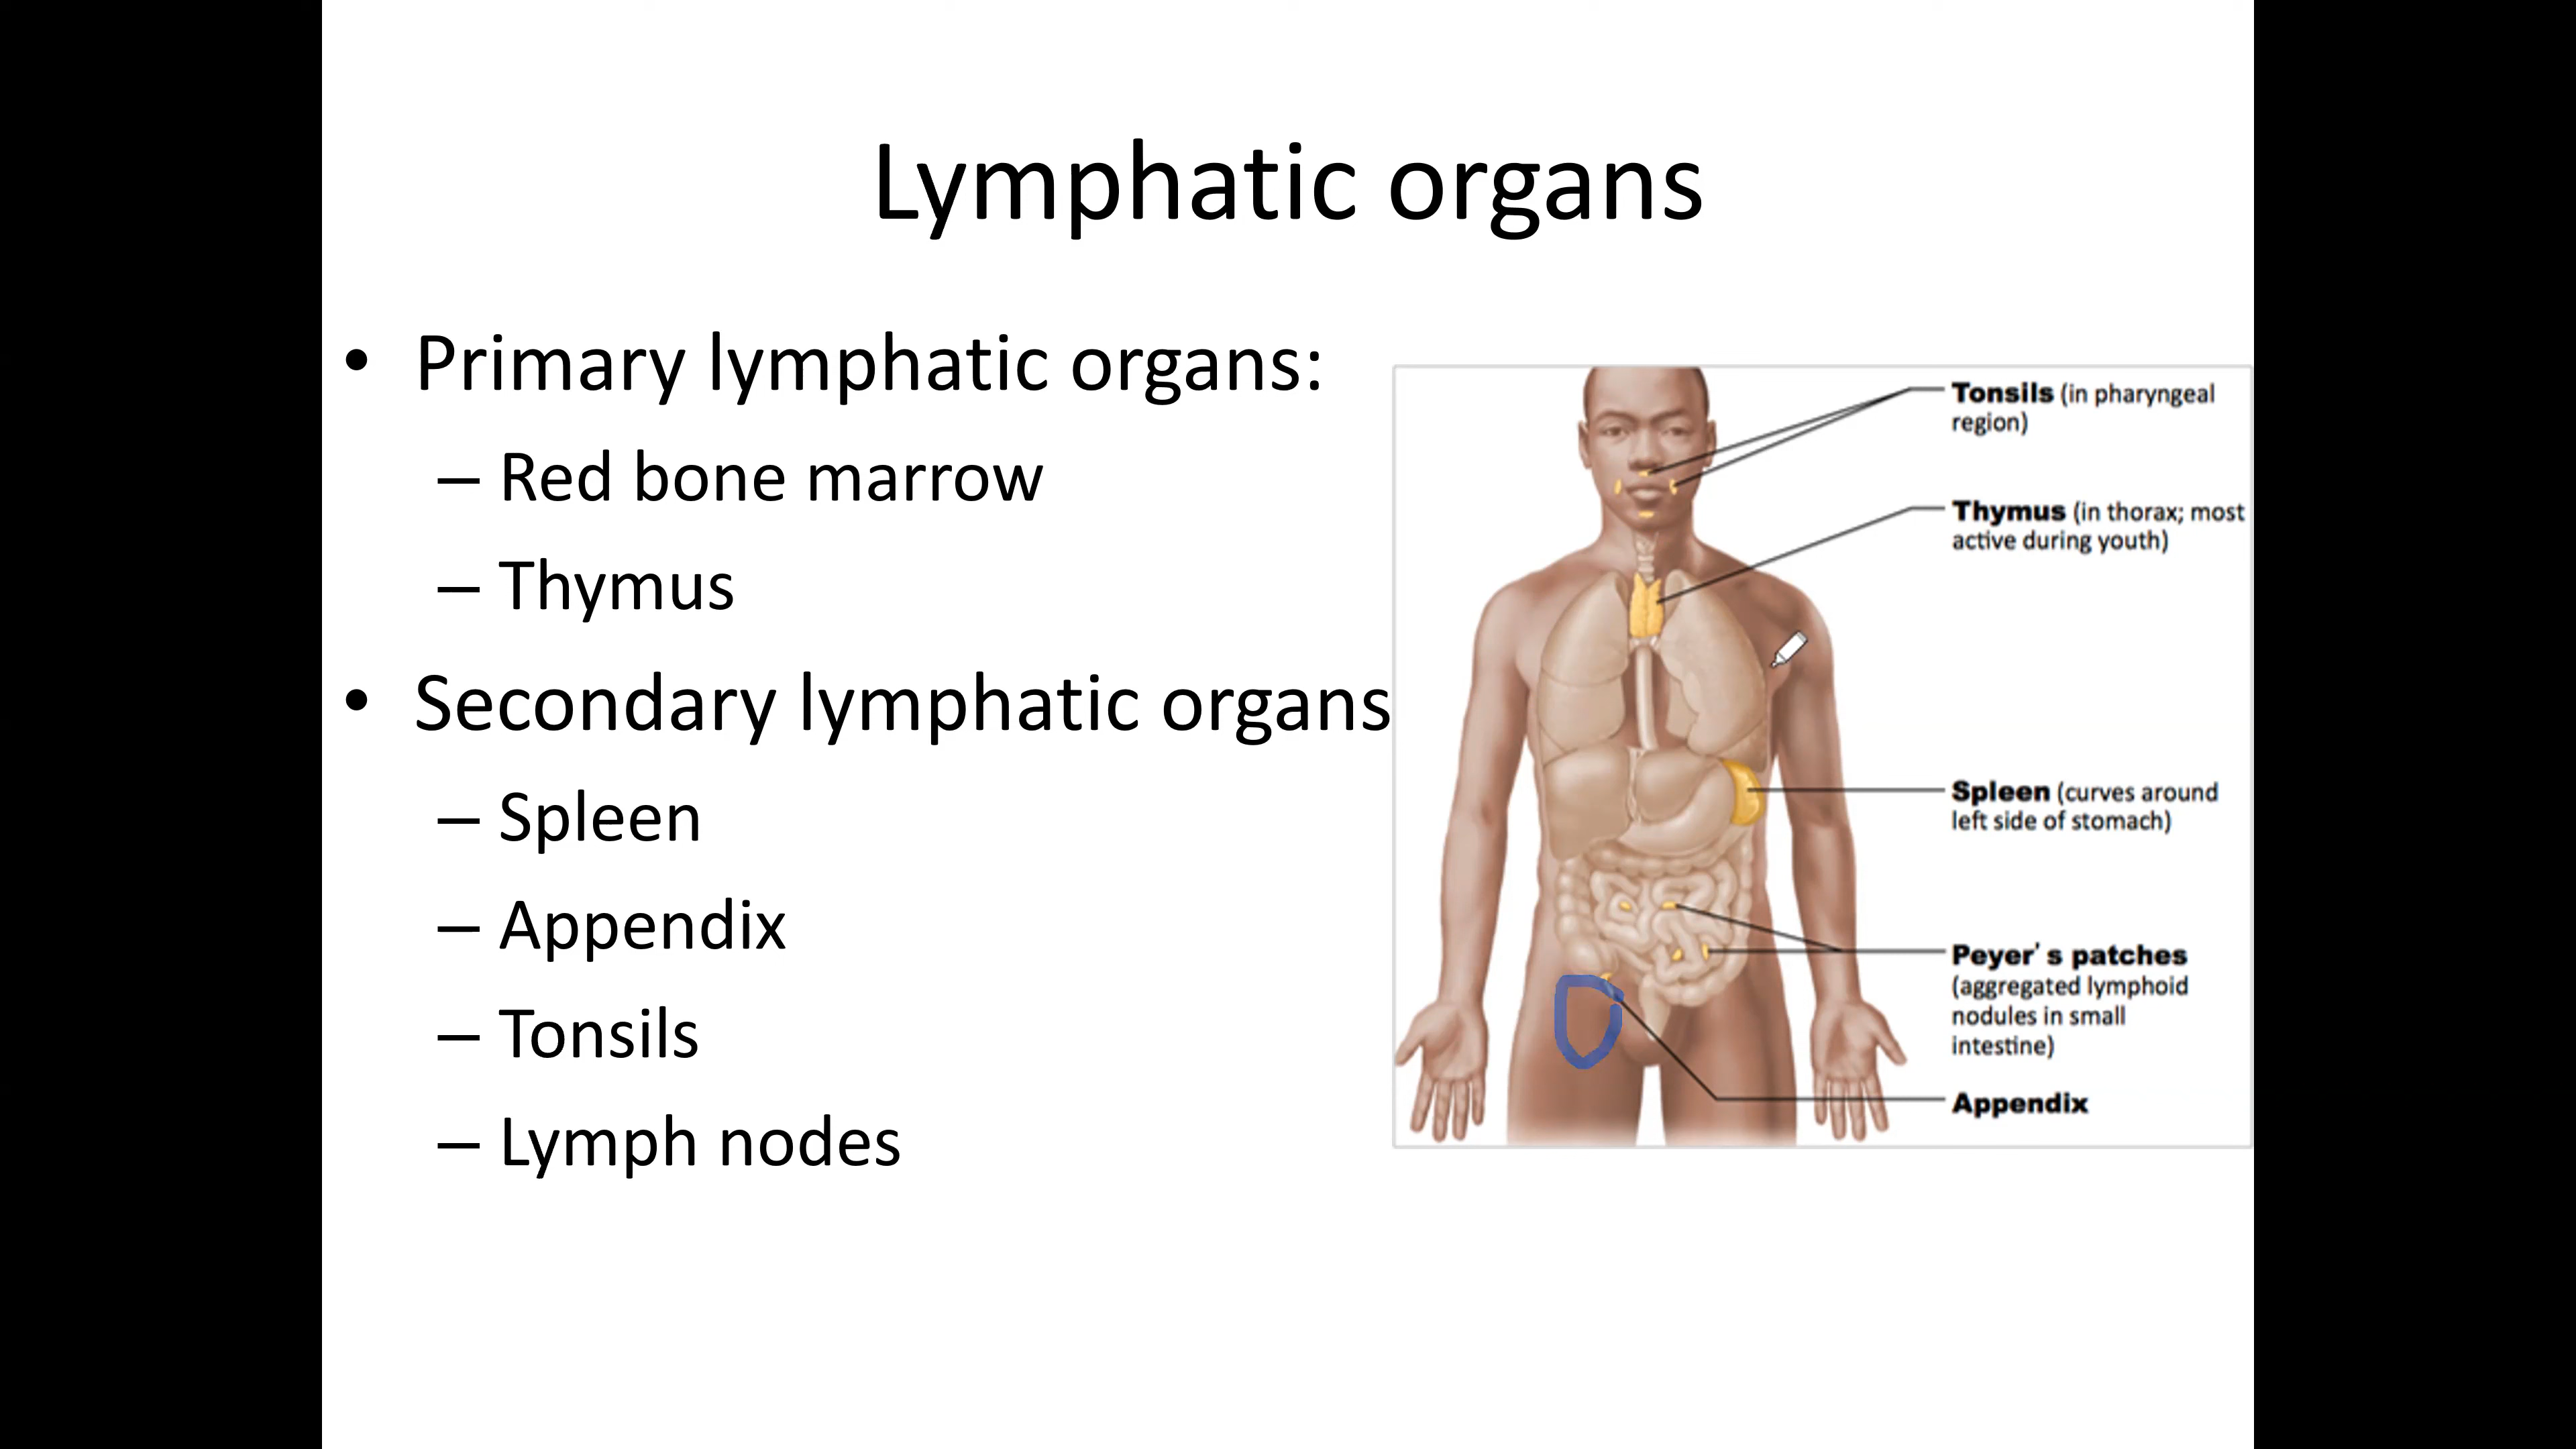 Lymphatic organs
• Primary lymphatic organs:
– Red bone marrow
– Thymus
• Secondary lymphatic organs
– Spleen
– Appendix
– Tonsils
– Lymph nodes
Tonsils (in pharyngeal
region)
Thymus (in thorax; most
active during youth)
Spleen (curves around
left side of stomach)
Peyer's patches
(aggregated lymphoid
nodules in small
intestine)
Appendix